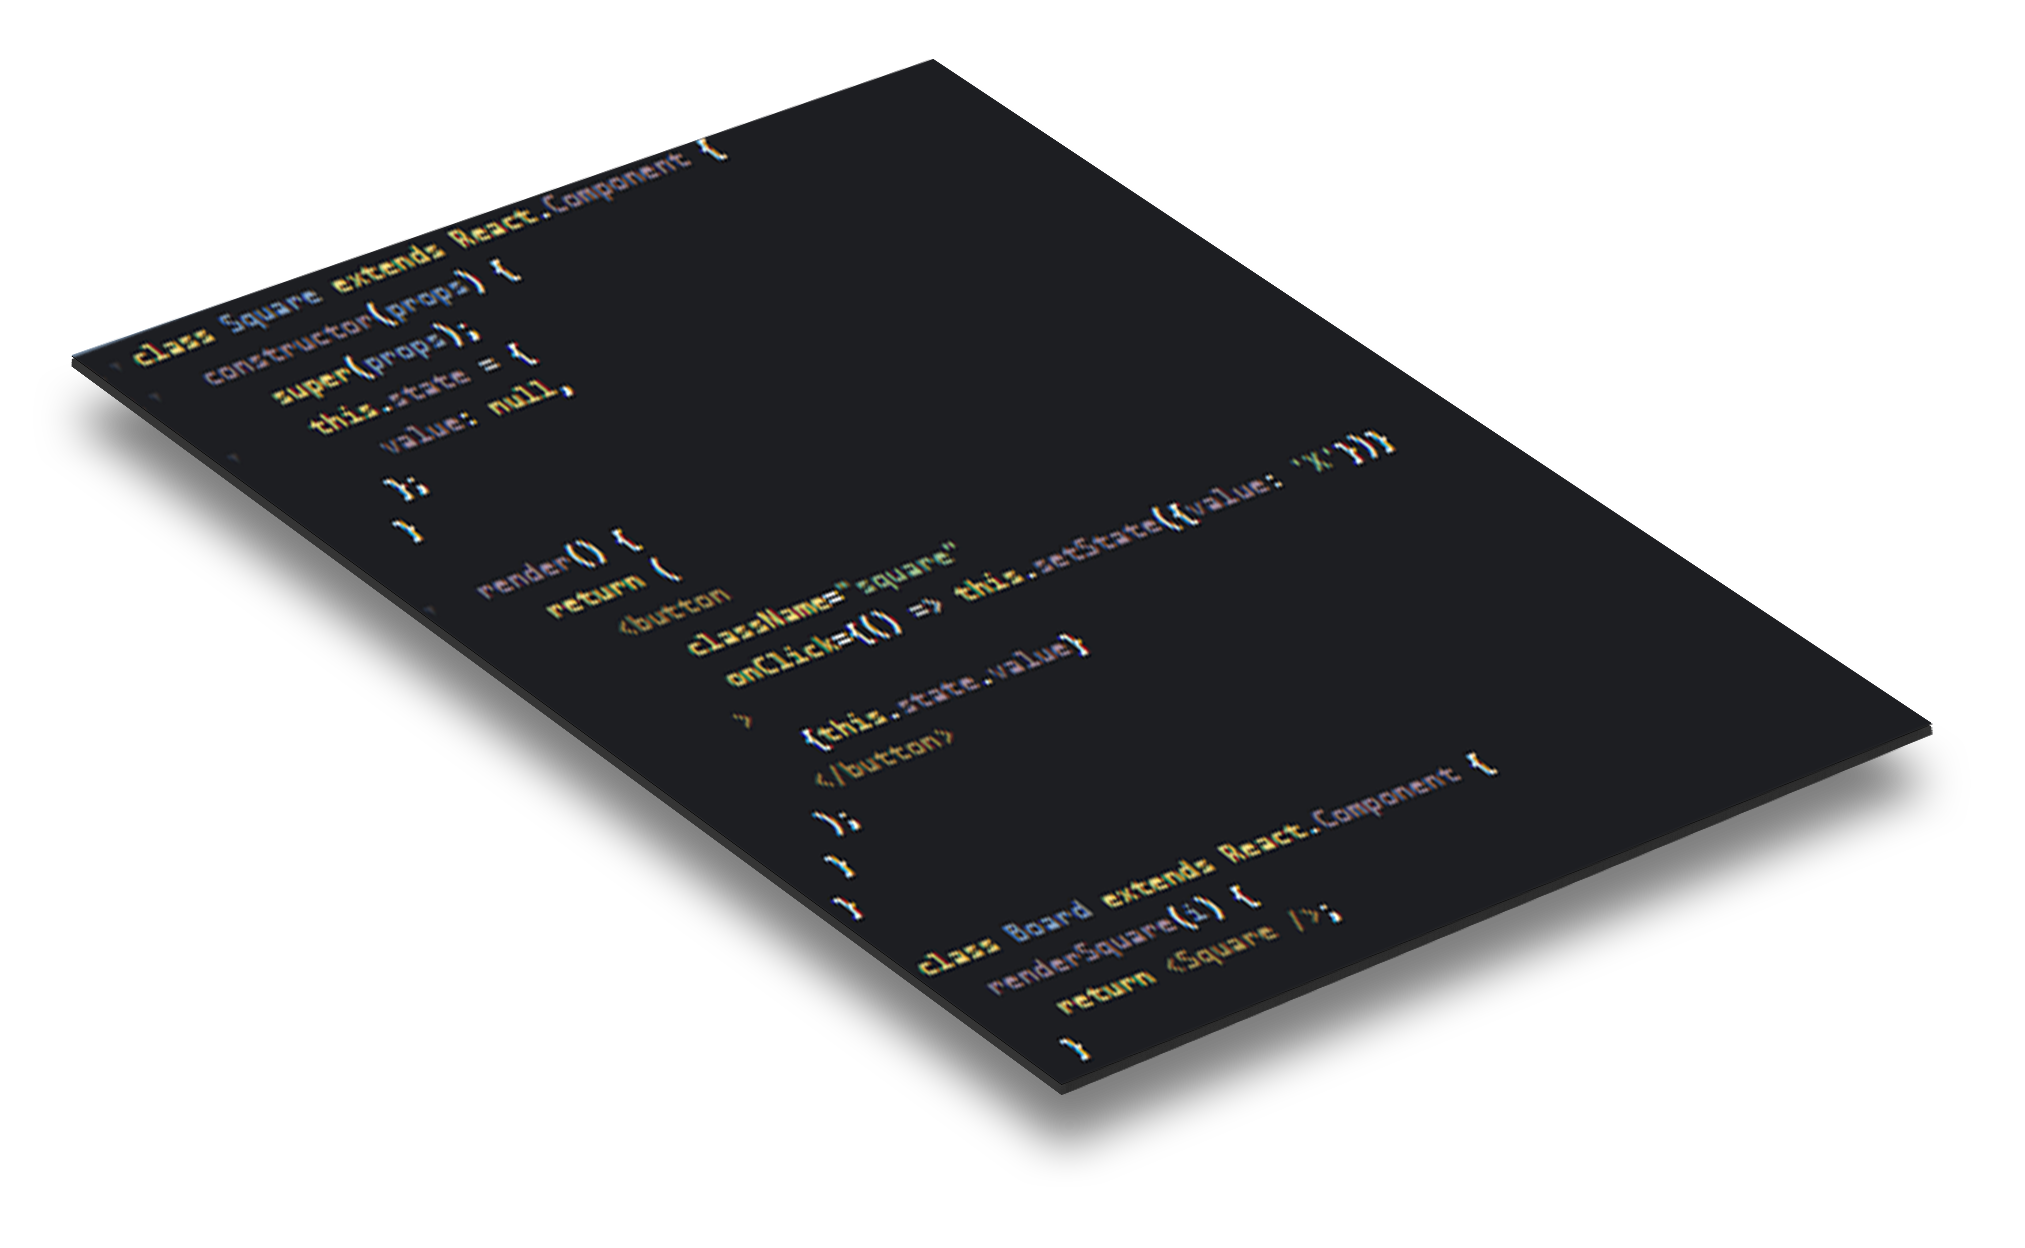 class Square extends React.Component {
constructor(props) {
super(props);
this.state = {
value: null,
};
}
render() {
return (
<button
className="square"
onClick={() => this.setState({value: 'X'})}
>
{this.state.value}
</button>
);
}
}
class Board extends React.Component {
renderSquare(i) {
return <Square />;
}